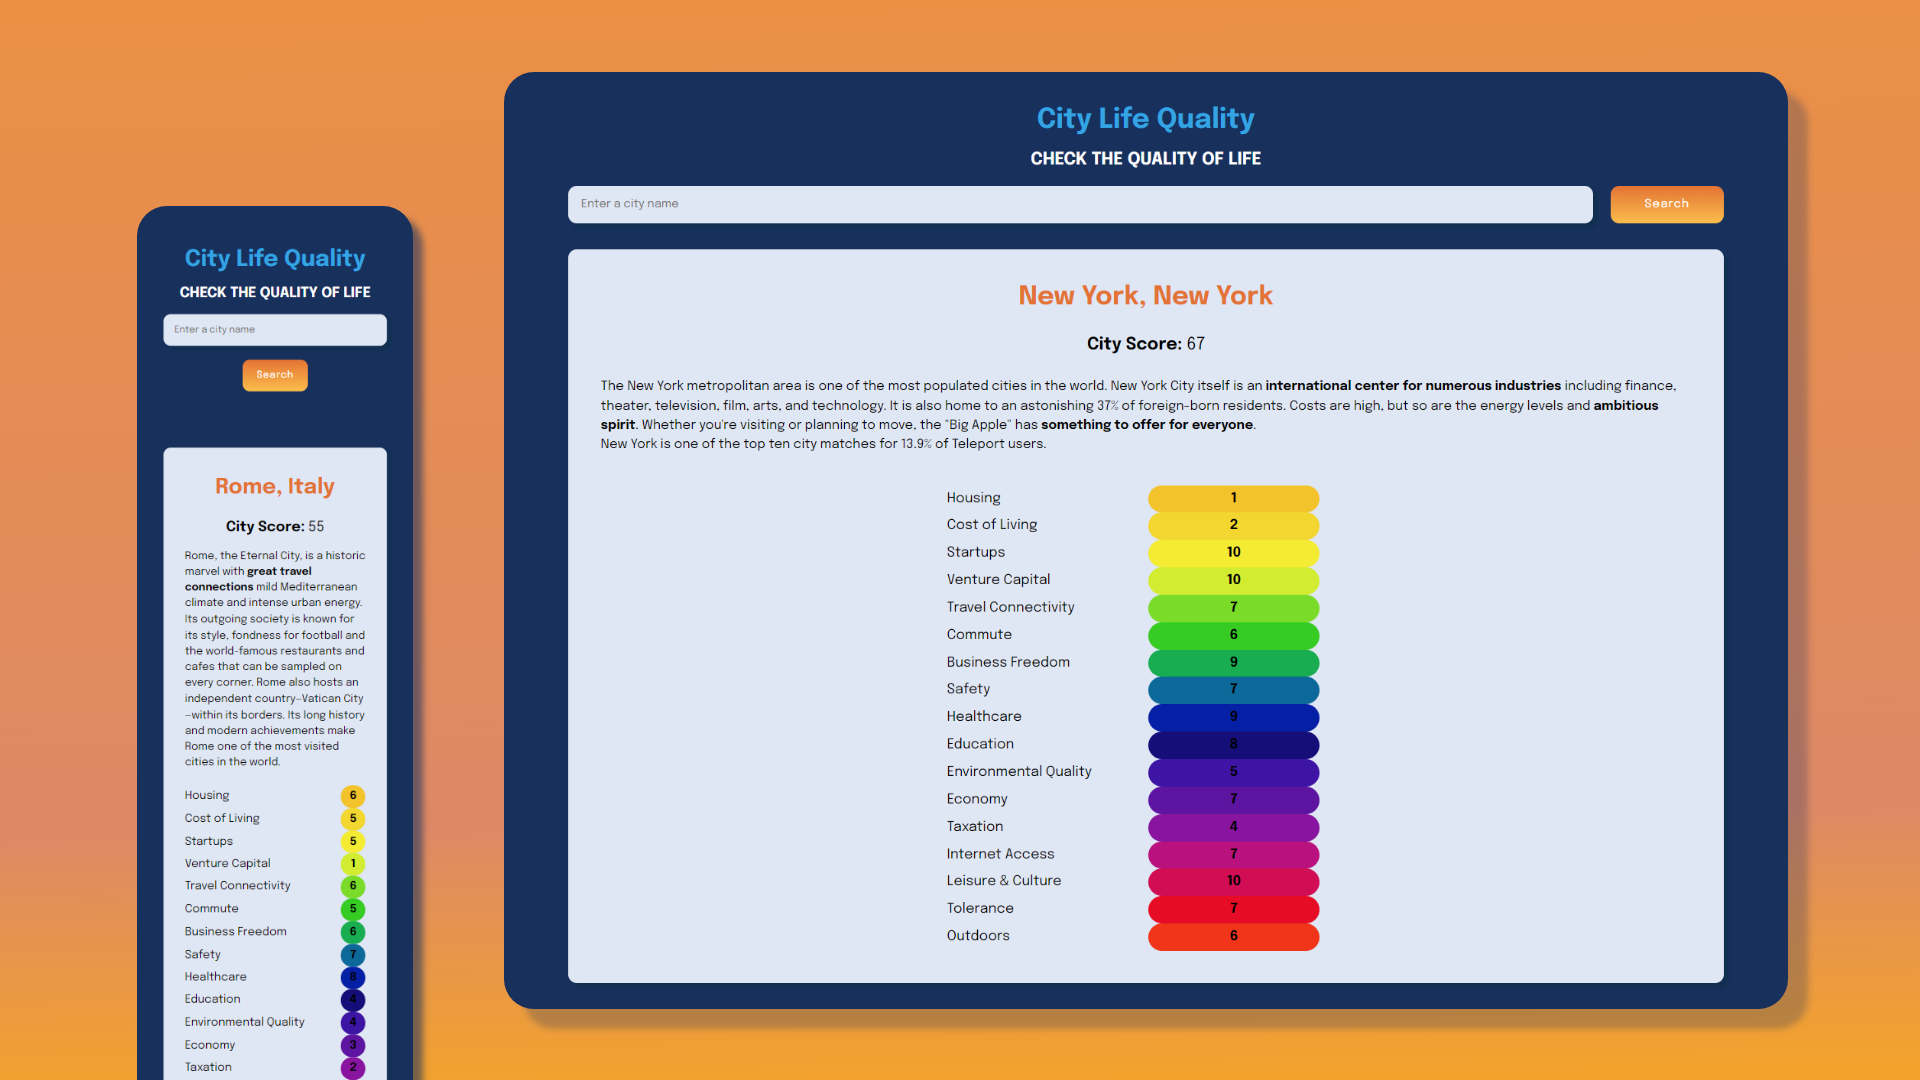 City Life Quality
CHECK THE QUALITY OF LIFE
Enter a city name
Search
Rome, Italy
City Score: 55
Rome, the Eternal City, is a historic
marvel with great travel
connections mild Mediterranean
climate and intense urban energy.
Its outgoing society is known for
its style, fondness for football and
the world-famous restaurants and
cafes that can be sampled on
every corner. Rome also hosts an
independent country—Vatican City
—within its borders. Its long history
and modern achievements make
Rome one of the most visited
cities in the world.
Housing 6
Cost of Living 5
Startups 5
Venture Capital 1
Travel Connectivity 6
Commute 5
Business Freedom 6
Safety 7
Healthcare 8
Education 4
Environmental Quality 4
Economy 3
Taxation 2
City Life Quality
CHECK THE QUALITY OF LIFE
Enter a city name Search
New York, New York
City Score: 67
The New York metropolitan area is one of the most populated cities in the world. New York City itself is an international center for numerous industries including finance,
theater, television, film, arts, and technology. It is also home to an astonishing 37% of foreign-born residents. Costs are high, but so are the energy levels and ambitious
spirit. Whether you're visiting or planning to move, the "Big Apple" has something to offer for everyone.
New York is one of the top ten city matches for 13.9% of Teleport users.
Housing 1
Cost of Living 2
Startups 10
Venture Capital 10
Travel Connectivity 7
Commute 6
Business Freedom 9
Safety 7
Healthcare 9
Education 8
Environmental Quality 5
Economy 7
Taxation 4
Internet Access 7
Leisure & Culture 10
Tolerance 7
Outdoors 6